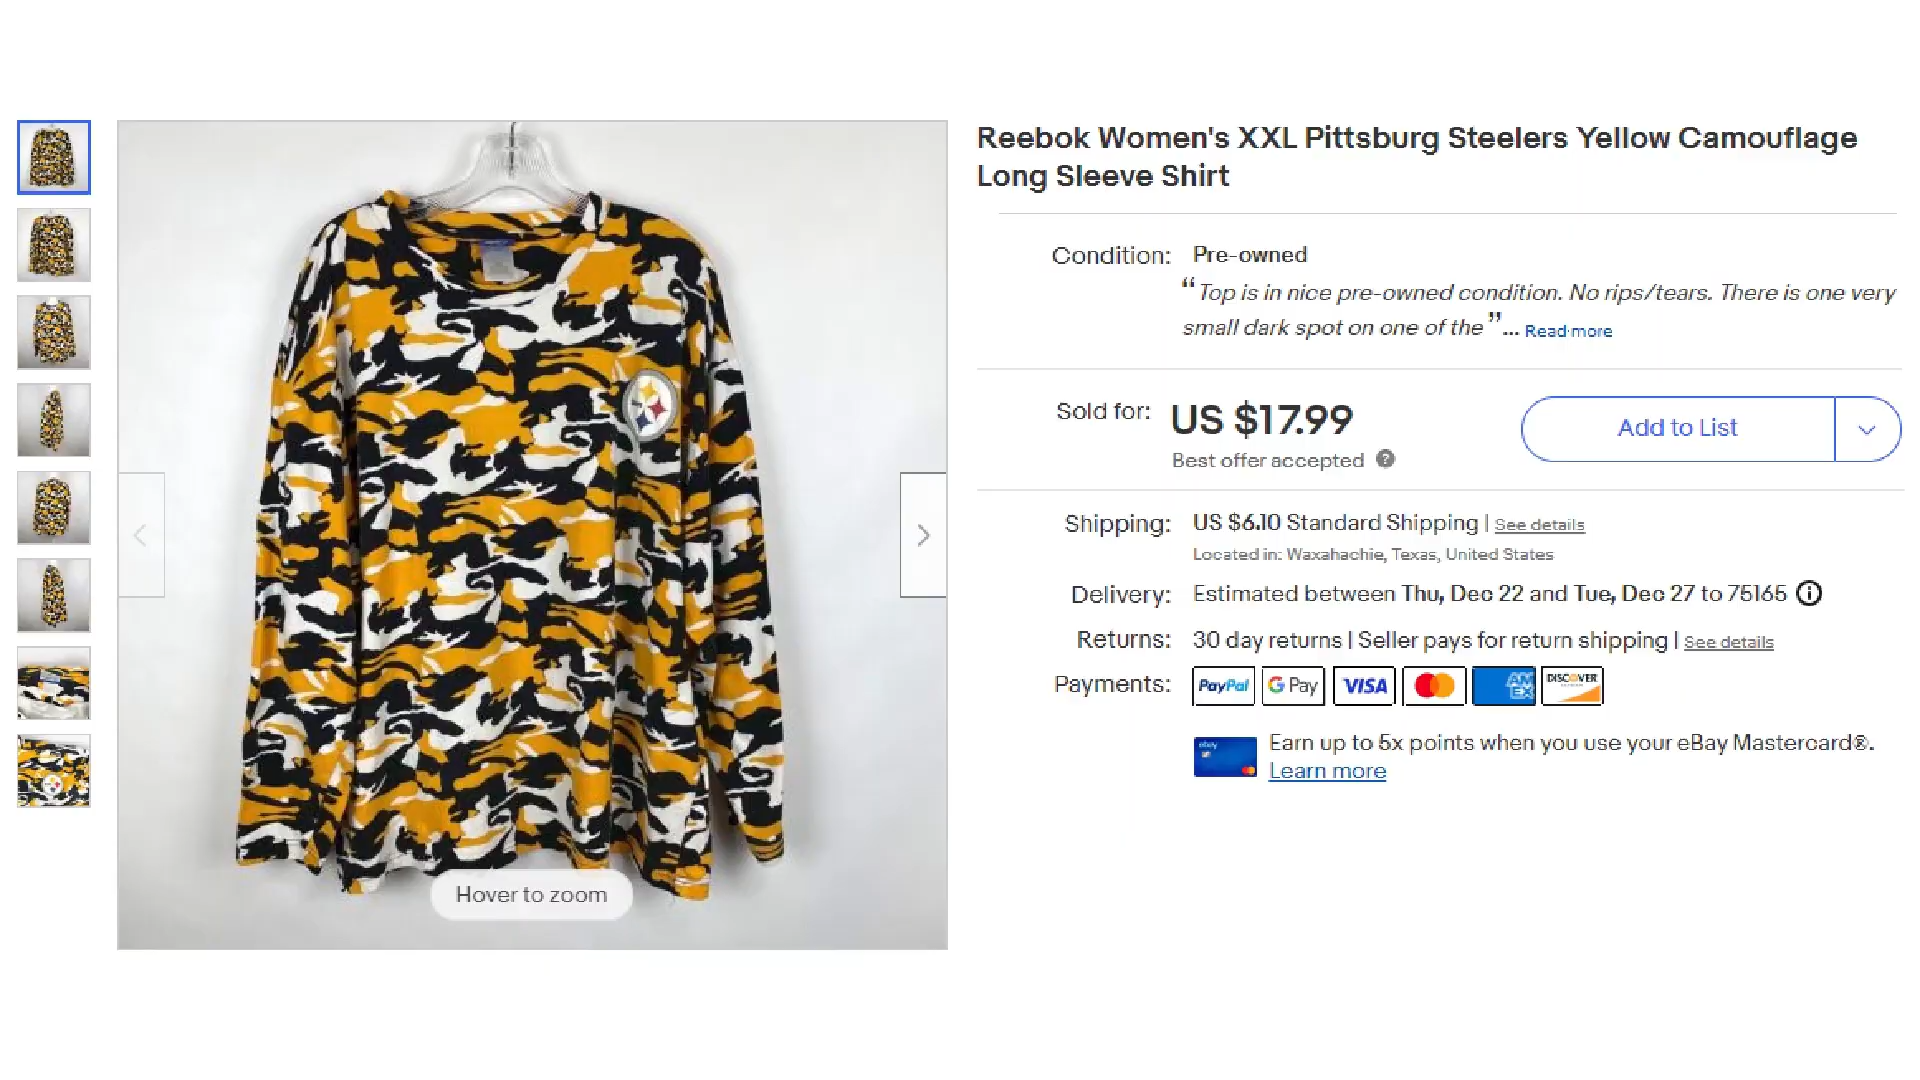 Reebok Women's XXL Pittsburg Steelers Yellow Camouflage
Long Sleeve Shirt
Condition: Pre-owned
“ Top is in nice pre-owned condition. No rips/tears. There is one very
small dark spot on one of the ”... Read more
Sold for: US $17.99
Add to List
Best offer accepted ?
Shipping: US $6.10 Standard Shipping | See details
Located in: Waxahachie, Texas, United States
Delivery: Estimated between Thu, Dec 22 and Tue, Dec 27 to 75165
Returns: 30 day returns | Seller pays for return shipping | See details
Payments: PayPal G Pay VISA AM EX DISCOVER
ebay
Earn up to 5x points when you use your eBay Mastercard®.
Learn more
Hover to zoom